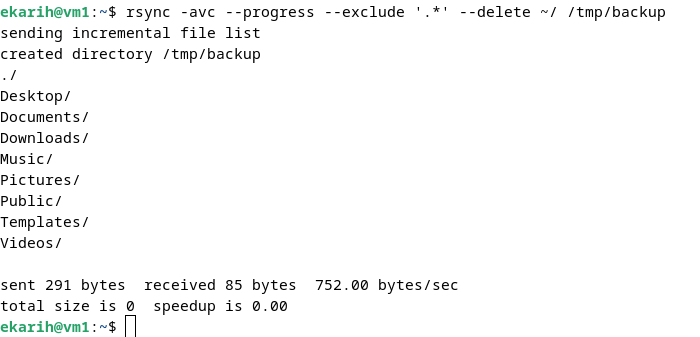 ekarih@vm1:~$ rsync -avc --progress --exclude '.*' --delete ~/ /tmp/backup
sending incremental file list
created directory /tmp/backup
./
Desktop/
Documents/
Downloads/
Music/
Pictures/
Public/
Templates/
Videos/

sent 291 bytes  received 85 bytes  752.00 bytes/sec
total size is 0  speedup is 0.00
ekarih@vm1:~$